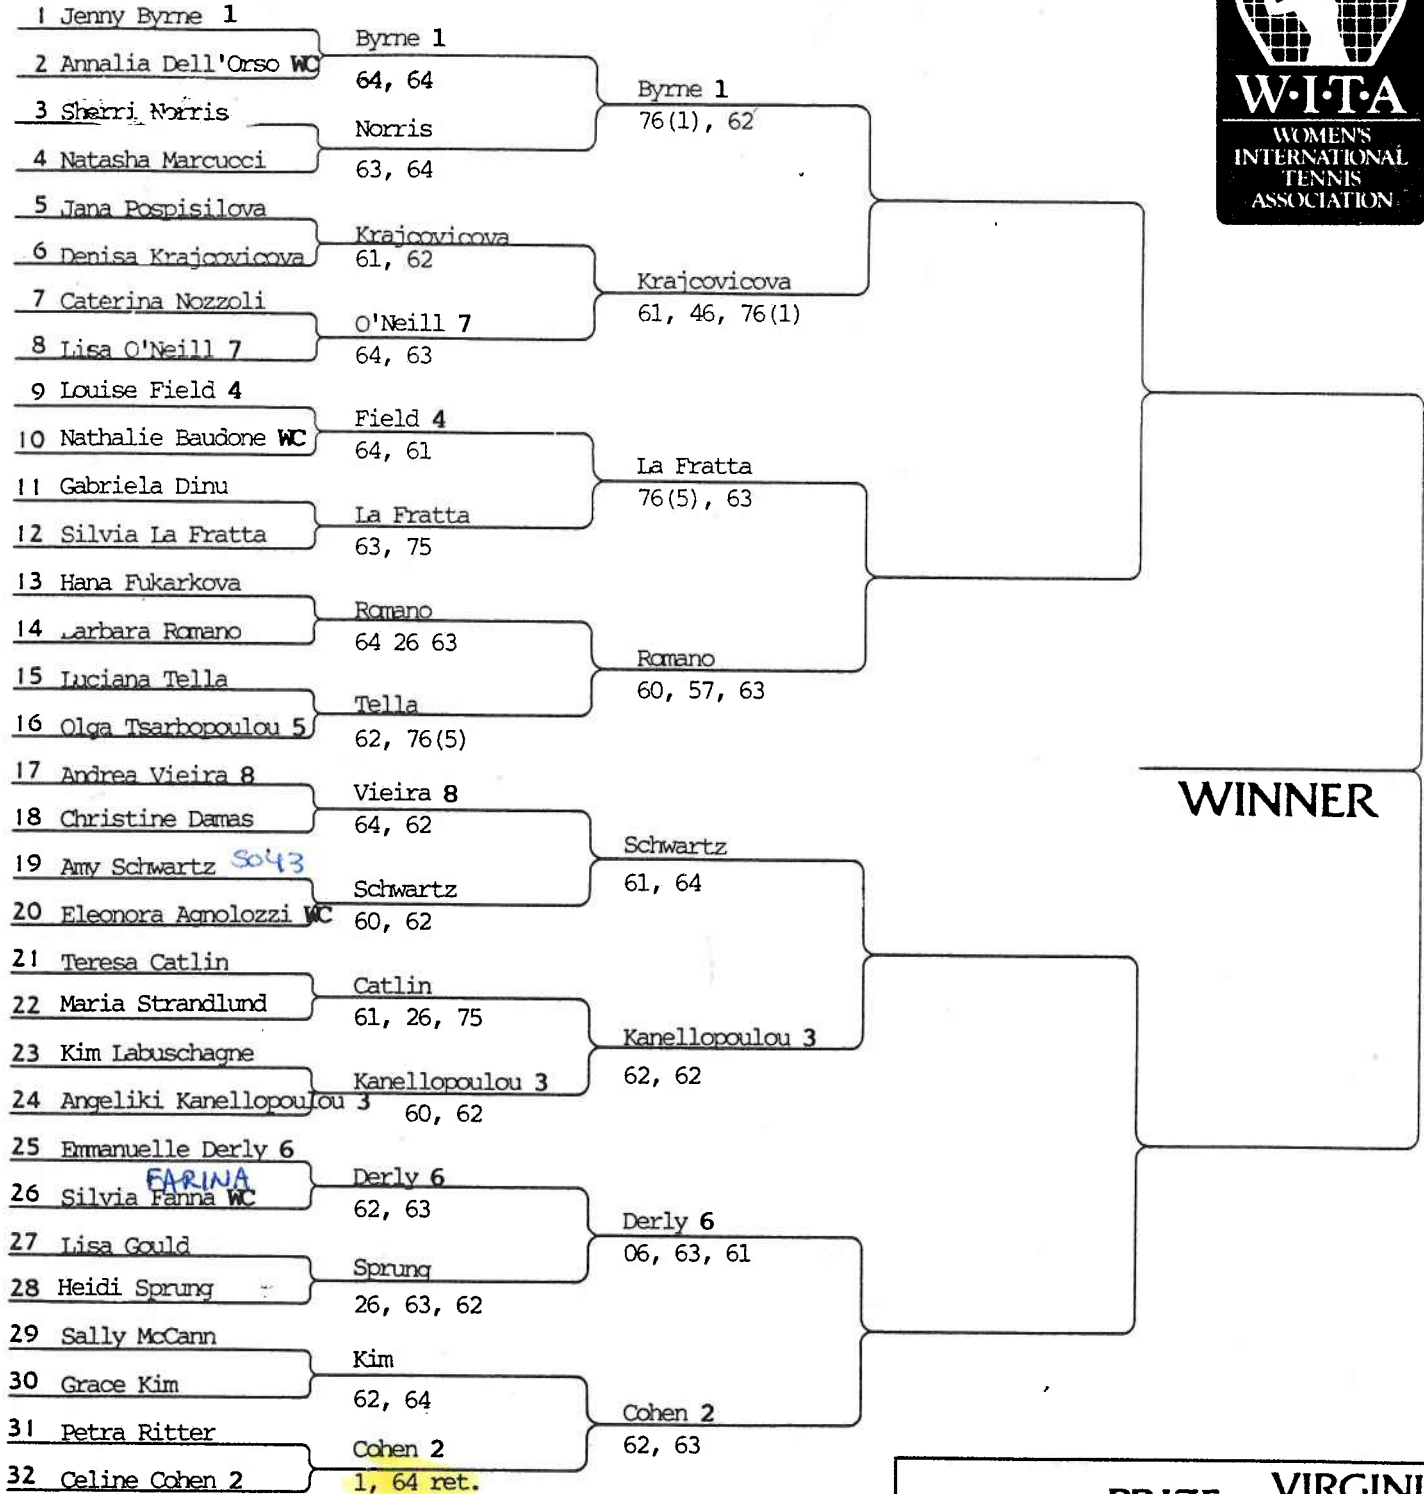 1 Jenny Byrne 1
2 Annalia Dell'Orso WC
3 Sherri Norris
4 Natasha Marcucci
5 Jana Pospisilova
6 Denisa Krajcovicova
7 Caterina Nozzoli
8 Lisa O'Neill 7
9 Louise Field 4
10 Nathalie Baudone WC
11 Gabriela Dinu
12 Silvia La Fratta
13 Hana Fukarkova
14 arbara Romano
15 Luciana Tella
16 Olga Tsarbopoulou 5
17 Andrea Vieira 8
18 Christine Damas
19 Amy Schwartz So43
20 Eleonora Agnolozzi WC
21 Teresa Catlin
22 Maria Strandlund
23 Kim Labuschagne
24 Angeliki Kanellopoulou 3
25 Emmanuelle Derly 6
FARINA
26 Silvia Fanna WC
27 Lisa Gould
28 Heidi Sprung
29 Sally McCann
30 Grace Kim
31 Petra Ritter
32 Celine Cohen 2
Byrne 1
64, 64
Norris
63, 64
Krajcovicova
61, 62
O'Neill 7
64, 63
Field 4
64, 61
La Fratta
63, 75
Romano
64 26 63
Tella
62, 76(5)
Vieira 8
64, 62
Schwartz
60, 62
Catlin
61, 26, 75
Kanellopoulou 3
60, 62
Derly 6
62, 63
Sprung
26, 63, 62
Kim
62, 64
Cohen 2
1, 64 ret.
Byrne 1
76(1), 62
Krajcovicova
61, 46, 76(1)
La Fratta
76(5), 63
Romano
60, 57, 63
Schwartz
61, 64
Kanellopoulou 3
62, 62
Derly 6
06, 63, 61
Cohen 2
62, 63
WINNER
W·I·T·A
WOMEN'S
INTERNATIONAL
TENNIS
ASSOCIATION